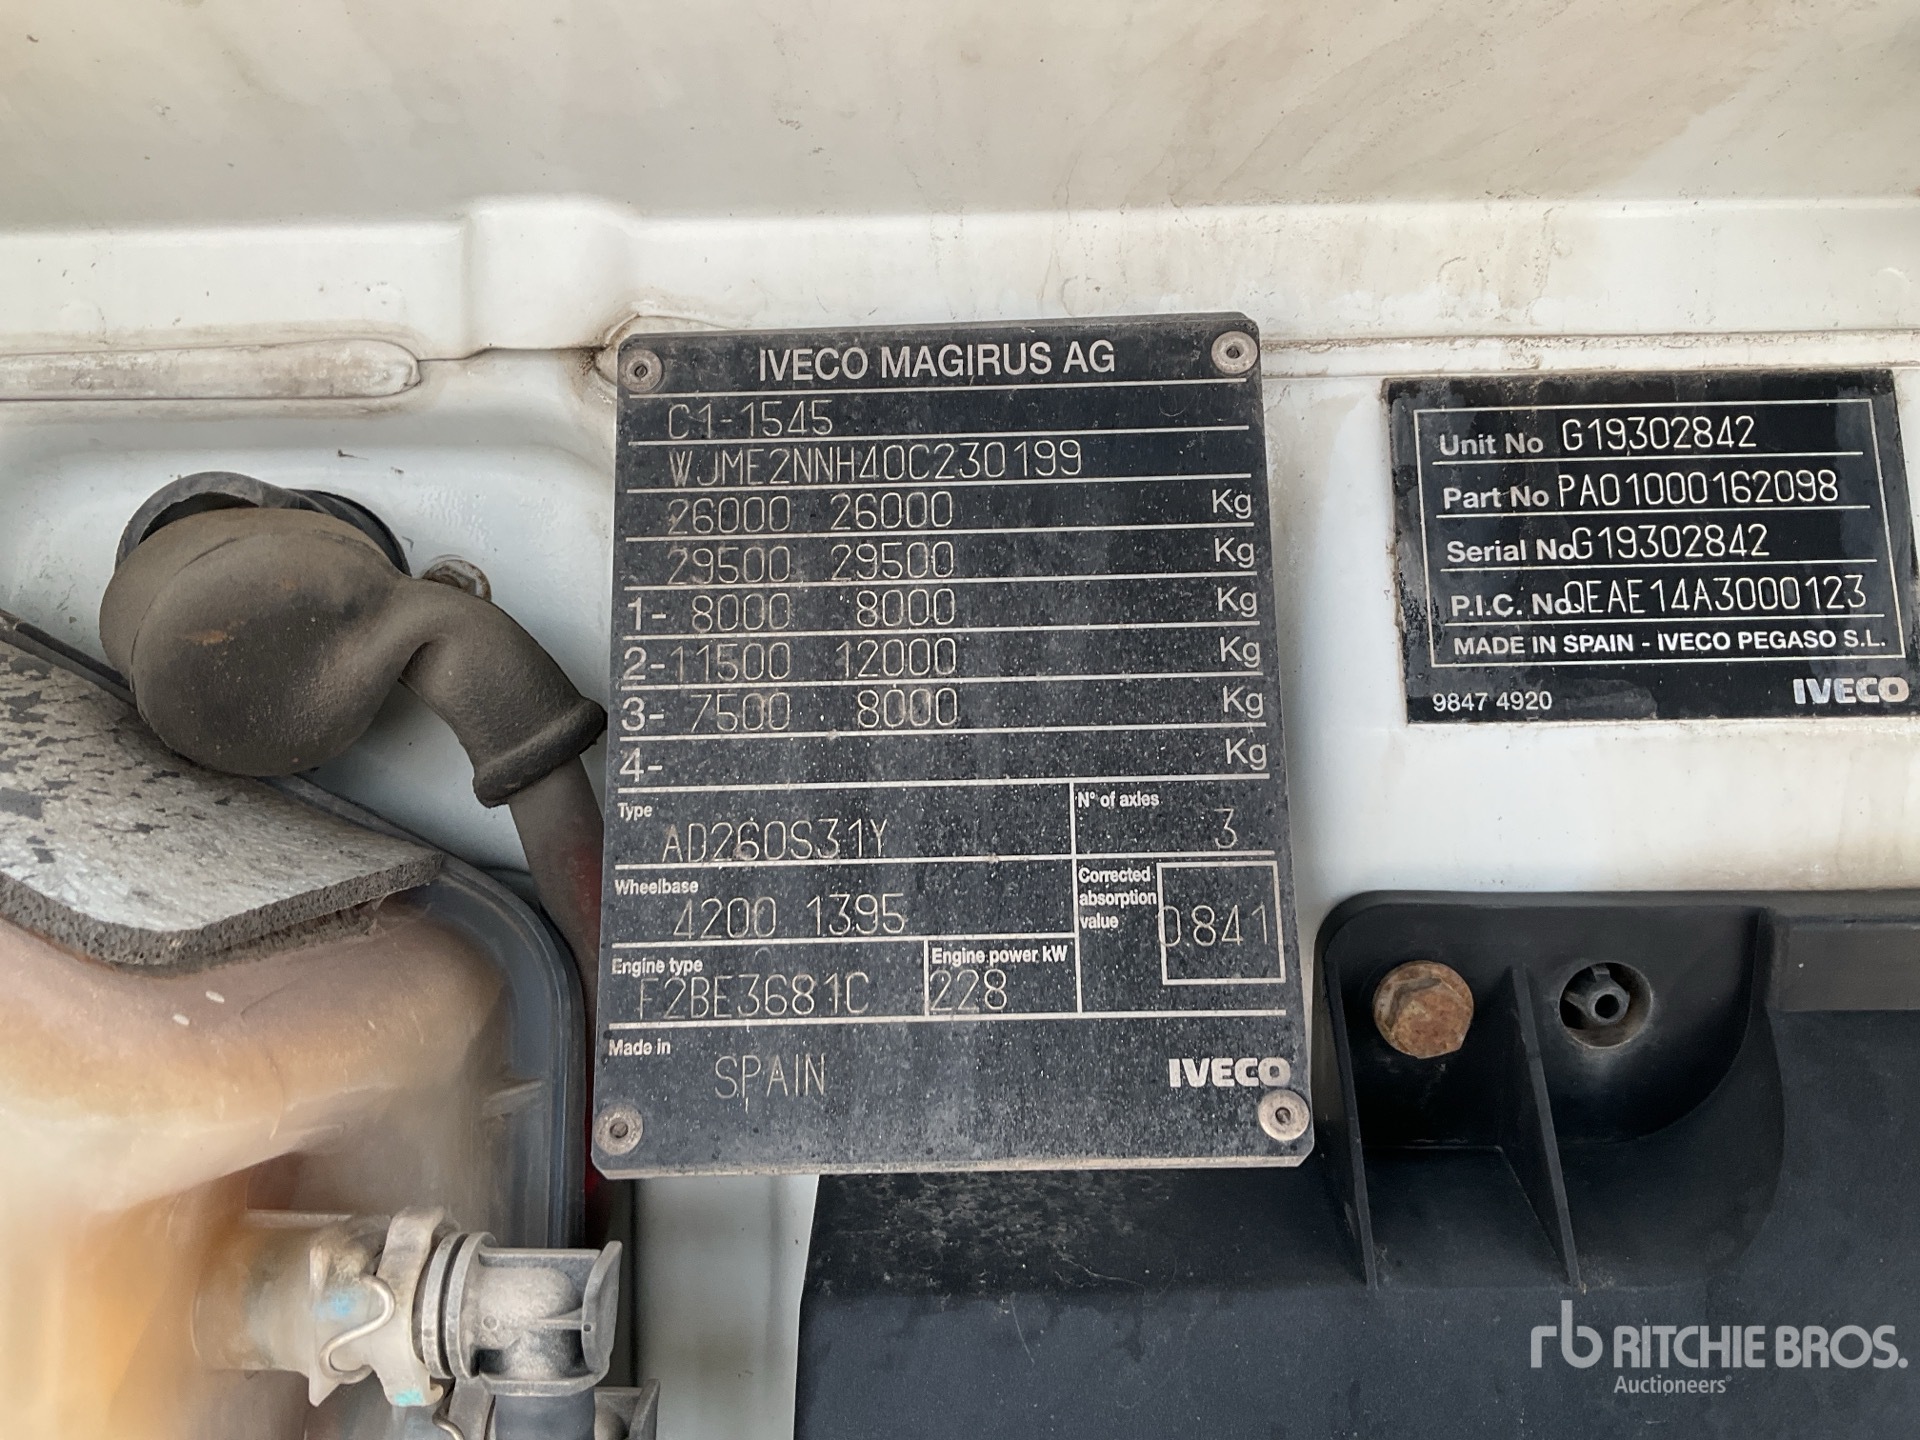 IVECO MAGIRUS AG
C1-1545
WJME2NNH40C230199
26000 26000 Kg
29500 29500 Kg
1- 8000 8000 Kg
2- 11500 12000 Kg
3- 7500 8000 Kg
4- Kg
Type
AD260S31Y
N° of axles
3
Wheelbase
4200 1395
Corrected
absorption
value
0.841
Engine type
F2BE3681C
Engine power kW
228
Made in
SPAIN
IVECO
Unit No G19302842
Part No PA01000162098
Serial No G19302842
P.I.C. No QEAE14A3000123
MADE IN SPAIN - IVECO PEGASO S.L.
9847 4920
IVECO
rb RITCHIE BROS.
Auctioneers